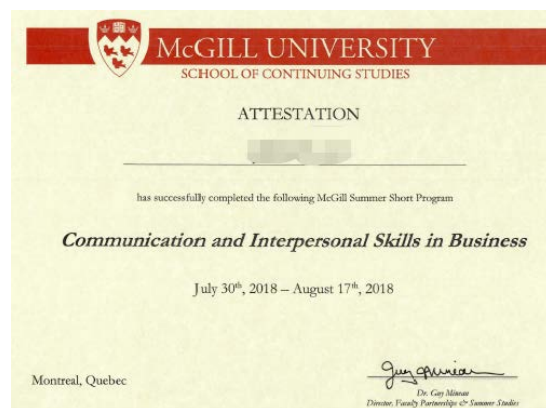 McGILL UNIVERSITY
SCHOOL OF CONTINUING STUDIES
ATTESTATION
has successfully completed the following McGill Summer Short Program
Communication and Interpersonal Skills in Business
July 30th, 2018 – August 17th, 2018
Montreal, Quebec
Dr. Guy Mineau
Director, Faculty Partnerships & Summer Studies